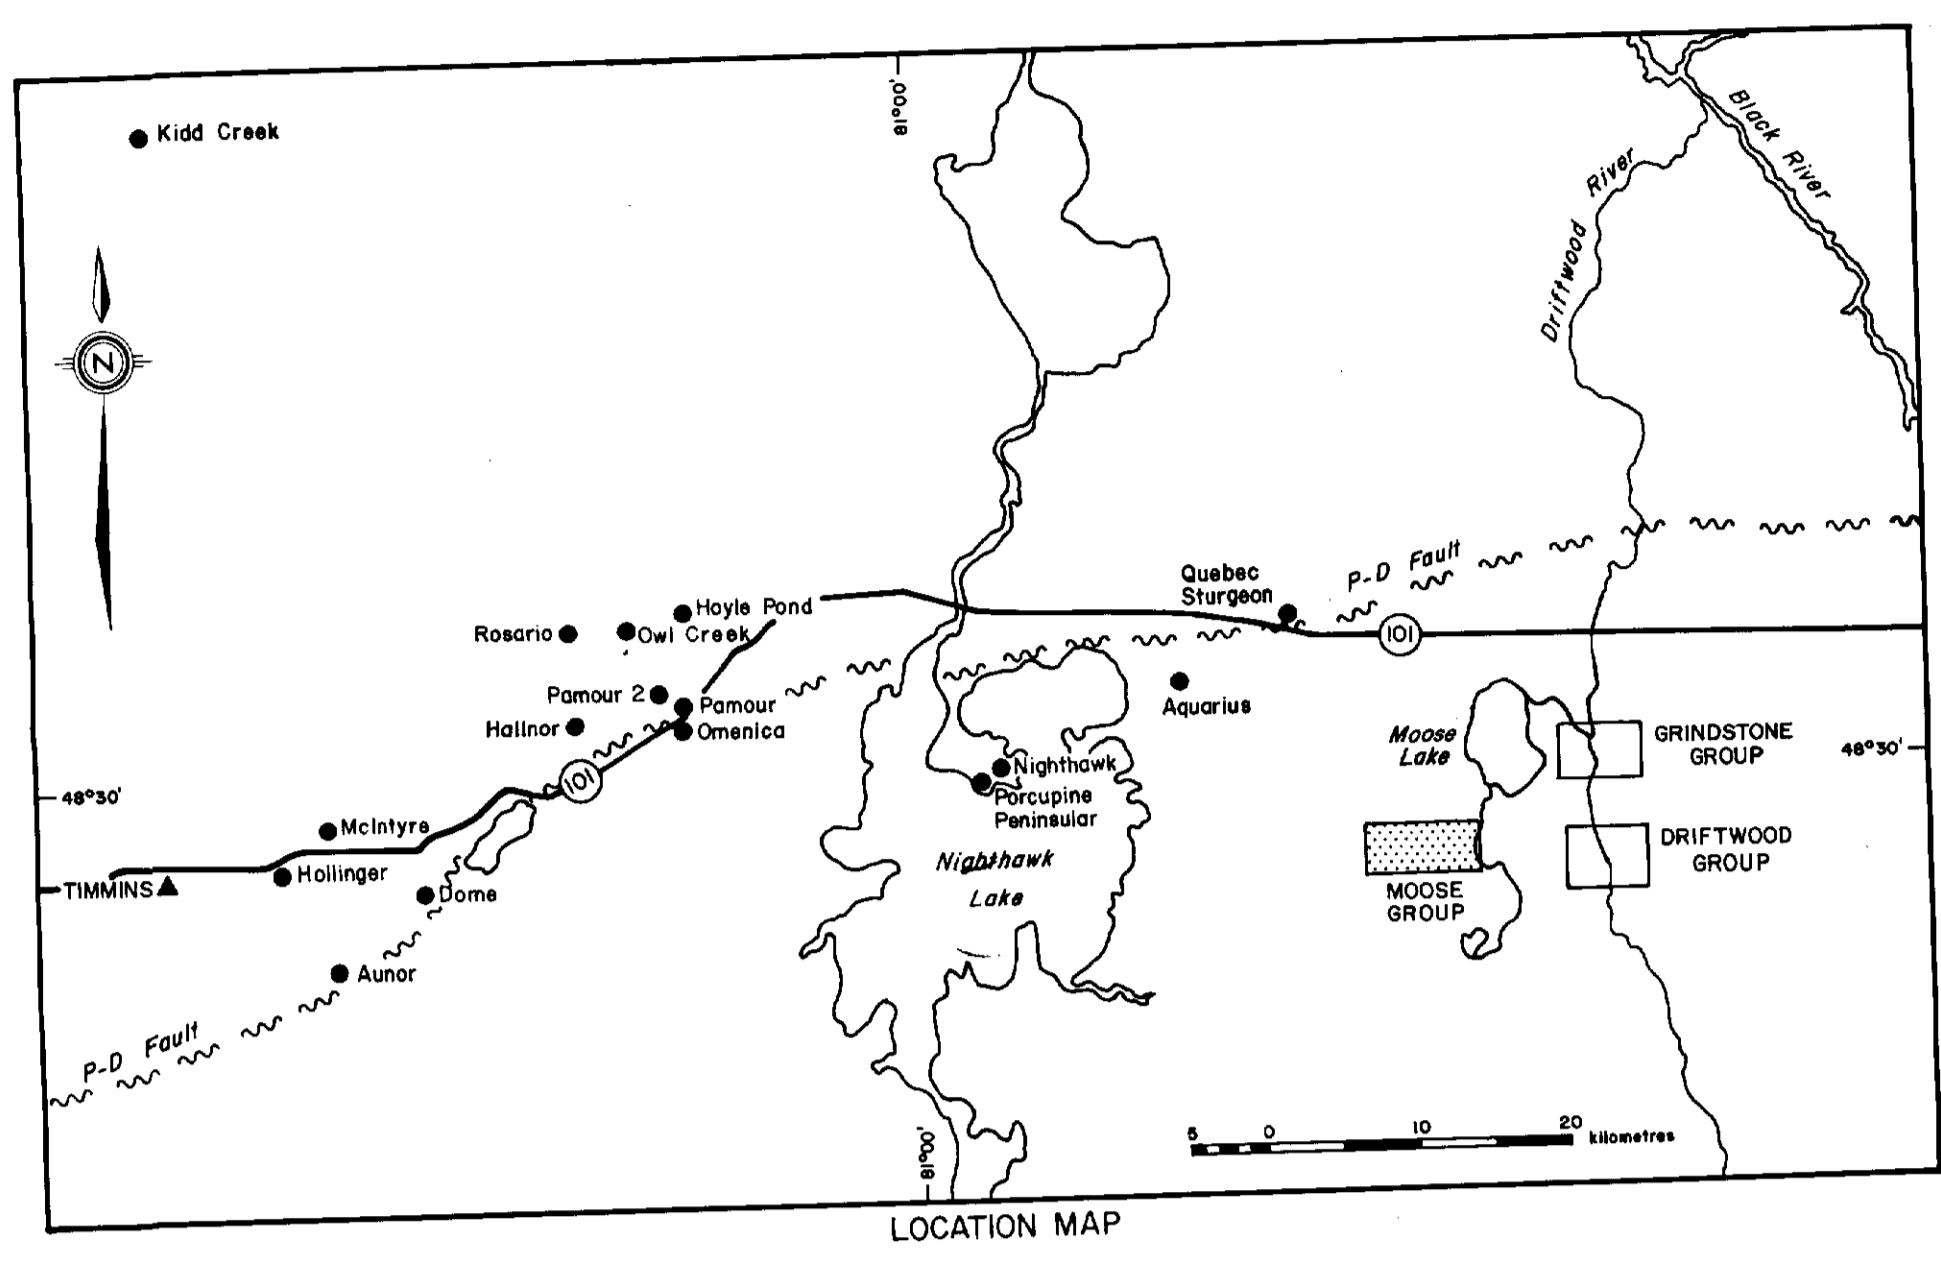 81°00'
Kidd Creek
Black River
Driftwood River
N
P-D Fault
Quebec
Sturgeon
Hoyle Pond
Rosario
Owl Creek
101
Pamour 2
Pamour
Aquarius
Hallnor
Omenica
Moose
Lake
GRINDSTONE
GROUP
48°30'
Nighthawk
101
48°30'
Porcupine
Peninsular
McIntyre
DRIFTWOOD
GROUP
Nighthawk
Lake
Hollinger
TIMMINS
Dome
MOOSE
GROUP
Aunor
P-D Fault
81°00'
5 0 10 20 kilometres
LOCATION MAP